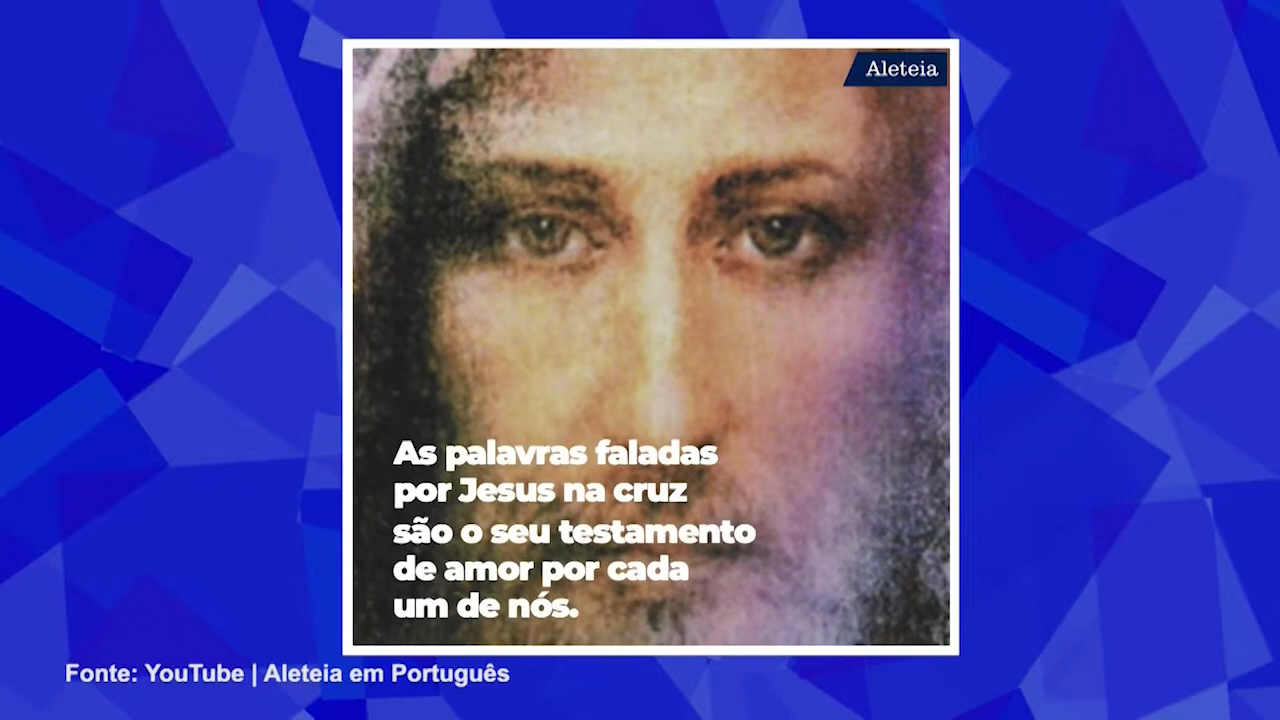 Aleteia
As palavras faladas
por Jesus na cruz
são o seu testamento
de amor por cada
um de nós.
Fonte: YouTube | Aleteia em Português